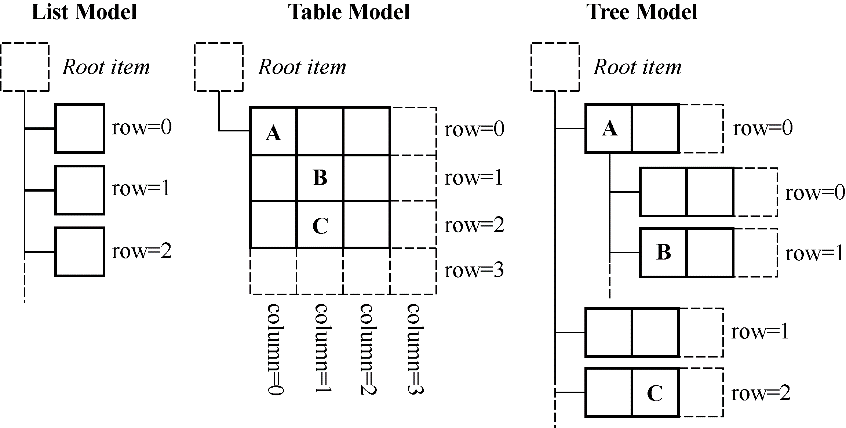 List Model
Root item
row=0
row=1
row=2
Table Model
Root item
A
B
C
row=0
row=1
row=2
row=3
column=0
column=1
column=2
column=3
Tree Model
Root item
A
row=0
row=0
B
row=1
row=1
C
row=2